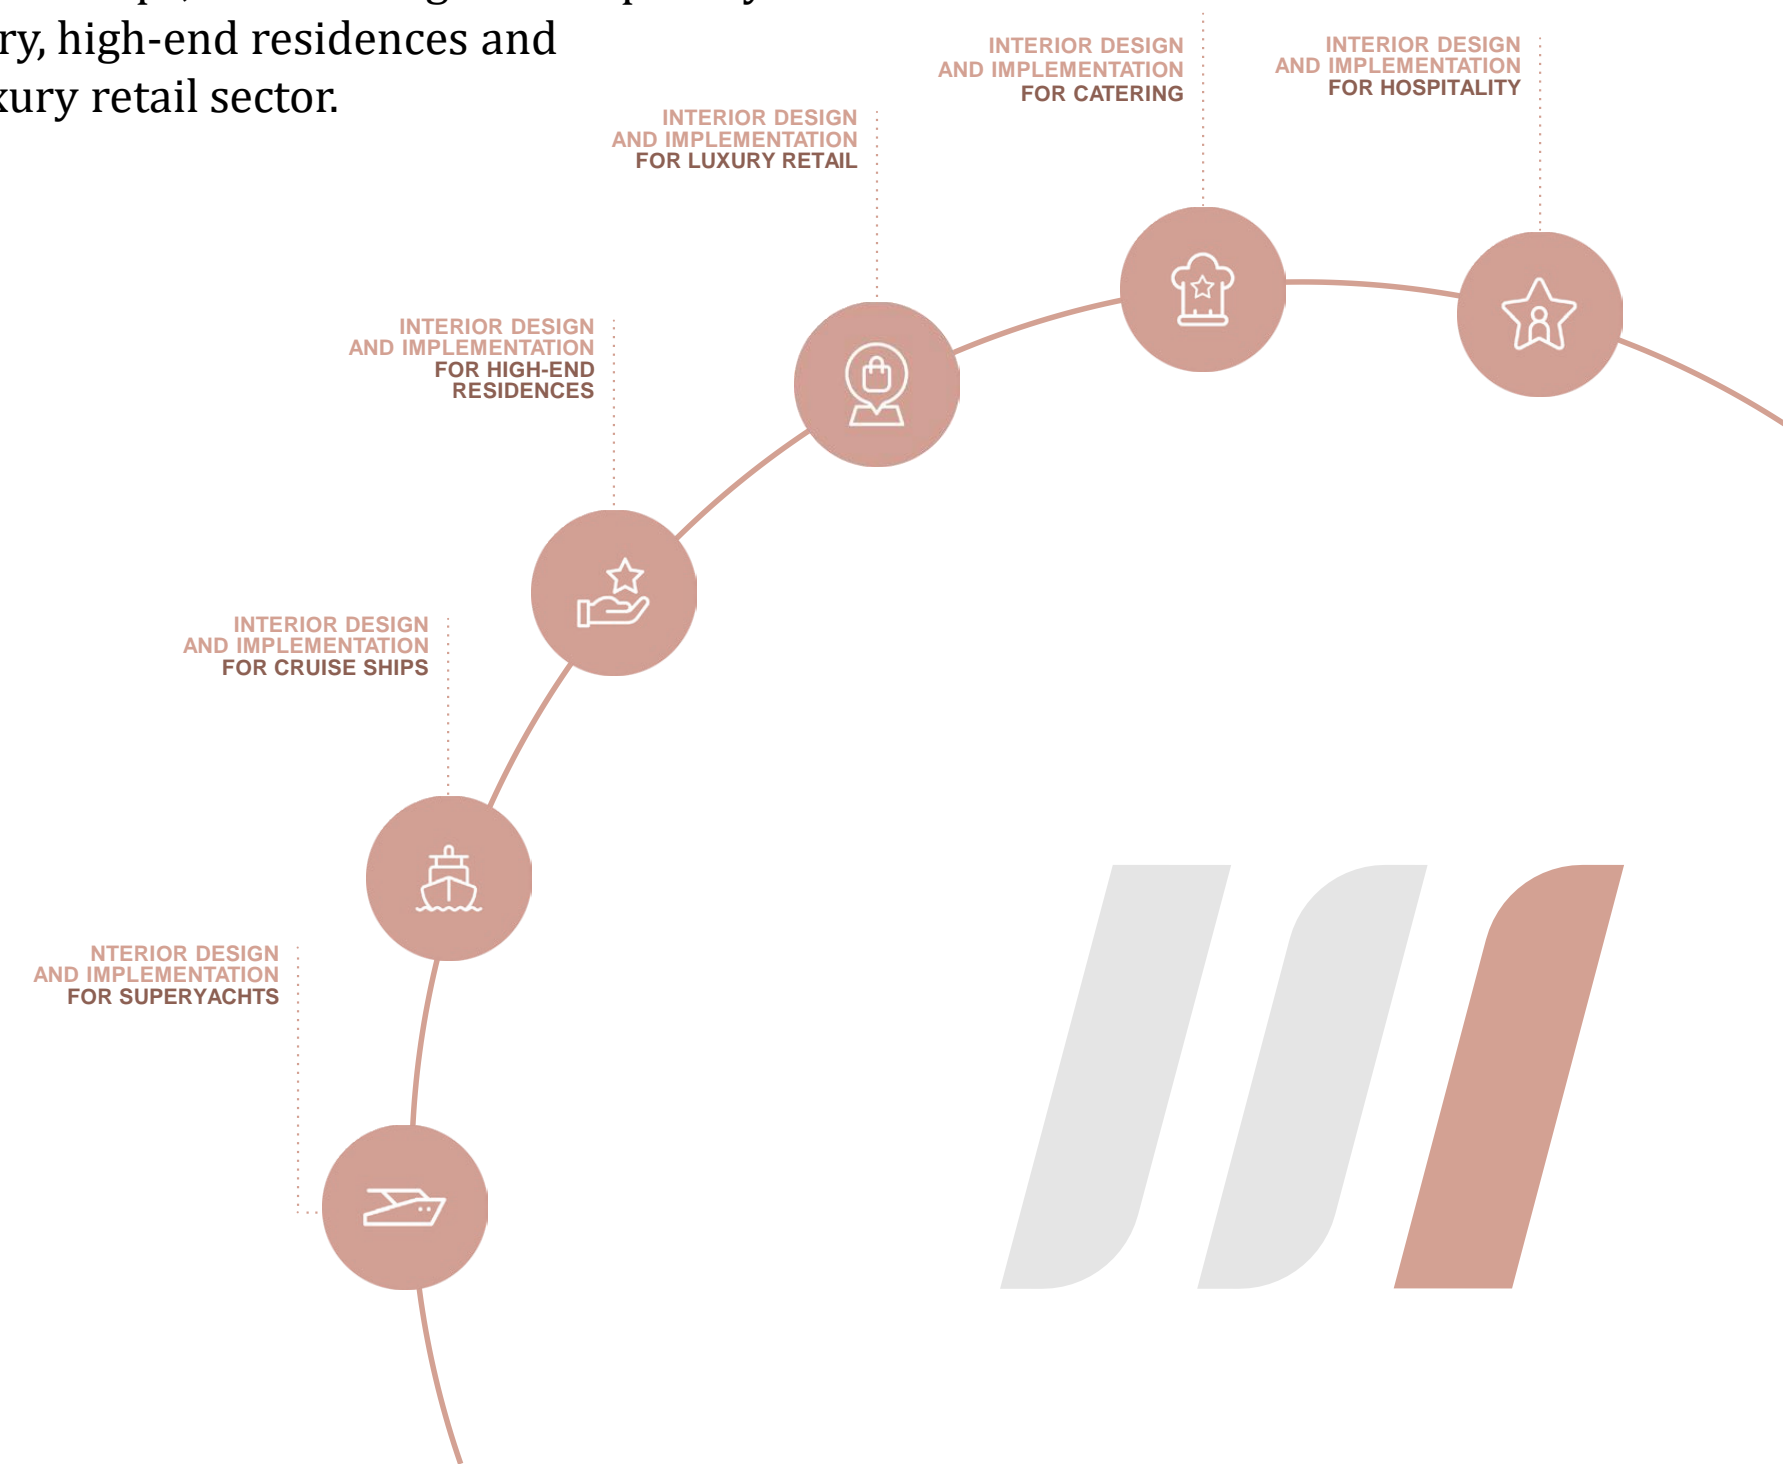 ry, high-end residences and
xury retail sector.
INTERIOR DESIGN
AND IMPLEMENTATION
FOR CATERING
INTERIOR DESIGN
AND IMPLEMENTATION
FOR HOSPITALITY
INTERIOR DESIGN
AND IMPLEMENTATION
FOR LUXURY RETAIL
INTERIOR DESIGN
AND IMPLEMENTATION
FOR HIGH-END
RESIDENCES
INTERIOR DESIGN
AND IMPLEMENTATION
FOR CRUISE SHIPS
NTERIOR DESIGN
AND IMPLEMENTATION
FOR SUPERYACHTS